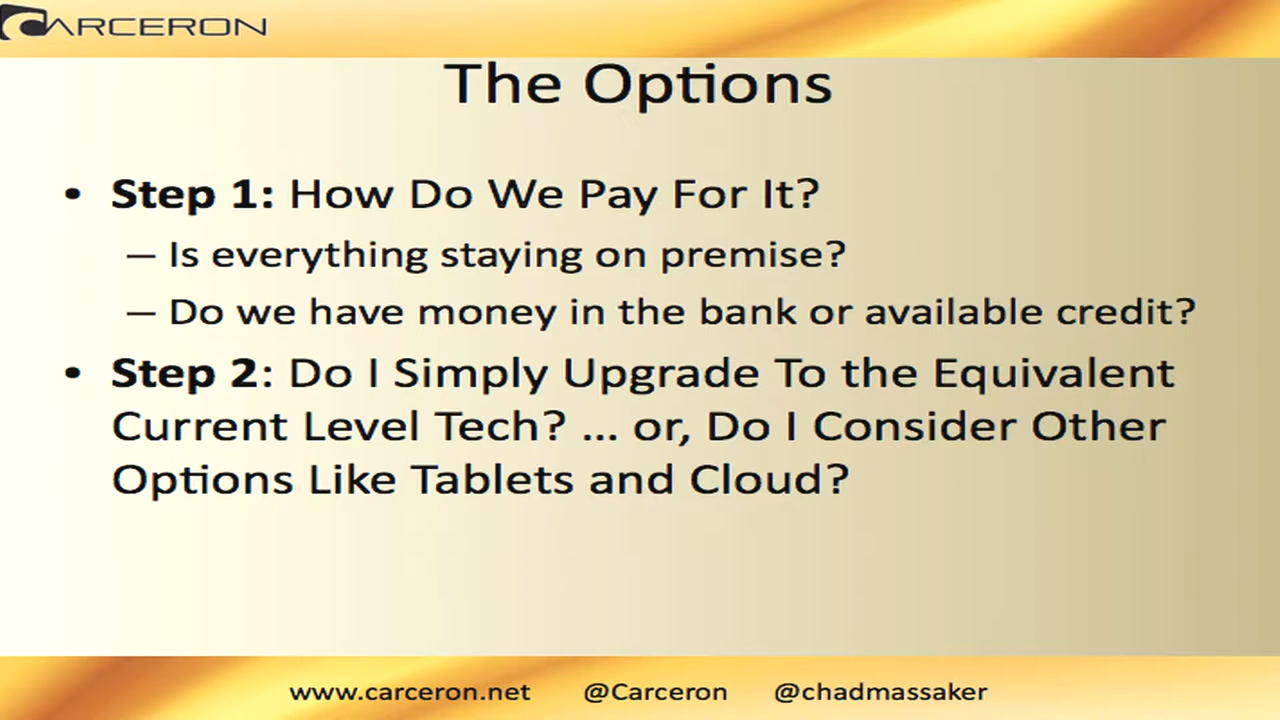 CARCERON
The Options
• Step 1: How Do We Pay For It?
– Is everything staying on premise?
– Do we have money in the bank or available credit?
• Step 2: Do I Simply Upgrade To the Equivalent
Current Level Tech? ... or, Do I Consider Other
Options Like Tablets and Cloud?
www.carceron.net @Carceron @chadmassaker